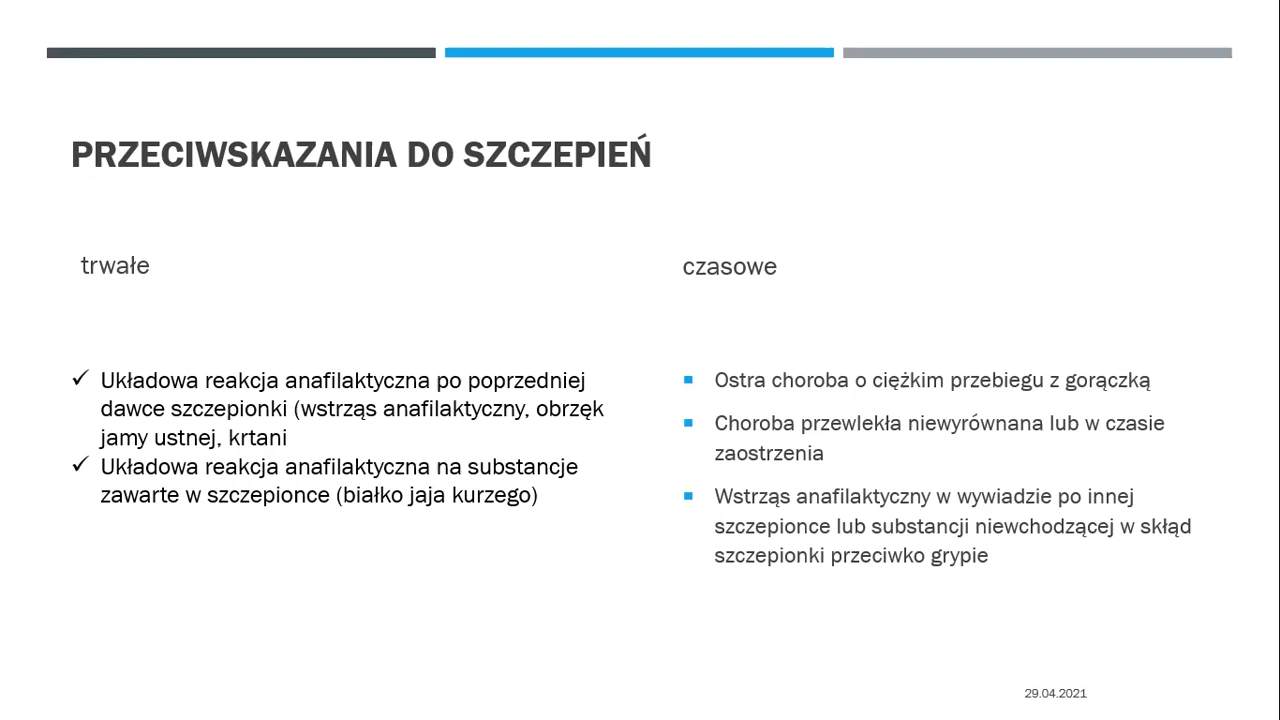 PRZECIWSKAZANIA DO SZCZEPIEŃ
trwałe
Układowa reakcja anafilaktyczna po poprzedniej
dawce szczepionki (wstrząs anafilaktyczny, obrzęk
jamy ustnej, krtani
Układowa reakcja anafilaktyczna na substancje
zawarte w szczepionce (białko jaja kurzego)
czasowe
Ostra choroba o ciężkim przebiegu z gorączką
Choroba przewlekła niewyrównana lub w czasie
zaostrzenia
Wstrząs anafilaktyczny w wywiadzie po innej
szczepionce lub substancji niewchodzącej w skłąd
szczepionki przeciwko grypie
29.04.2021